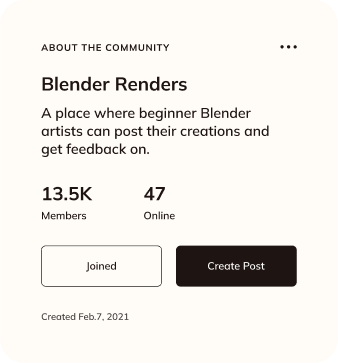 ABOUT THE COMMUNITY
Blender Renders
A place where beginner Blender
artists can post their creations and
get feedback on.
13.5K 47
Members Online
Joined Create Post
Created Feb.7, 2021